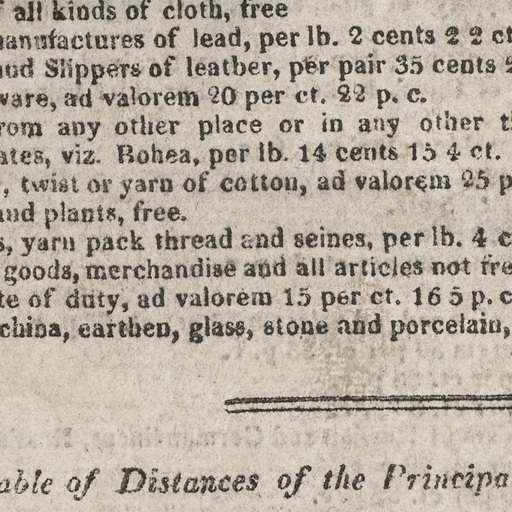 all kinds of cloth, free
manufactures of lead, per lb. 2 cents 2 2 ct
and Slippers of leather, per pair 35 cents
ware, ad valorem 20 per ct. 22 p. c.
from any other place or in any other
ates, viz. Bohea, per lb. 14 cents 15 4 ct.
, twist or yarn of cotton, ad valorem 25 p
and plants, free.
s, yarn pack thread and seines, per lb. 4 c
goods, merchandise and all articles not fre
te of duty, ad valorem 15 per ct. 16 5 p. c
china, earthen, glass, stone and porcelain,
able of Distances of the Principa